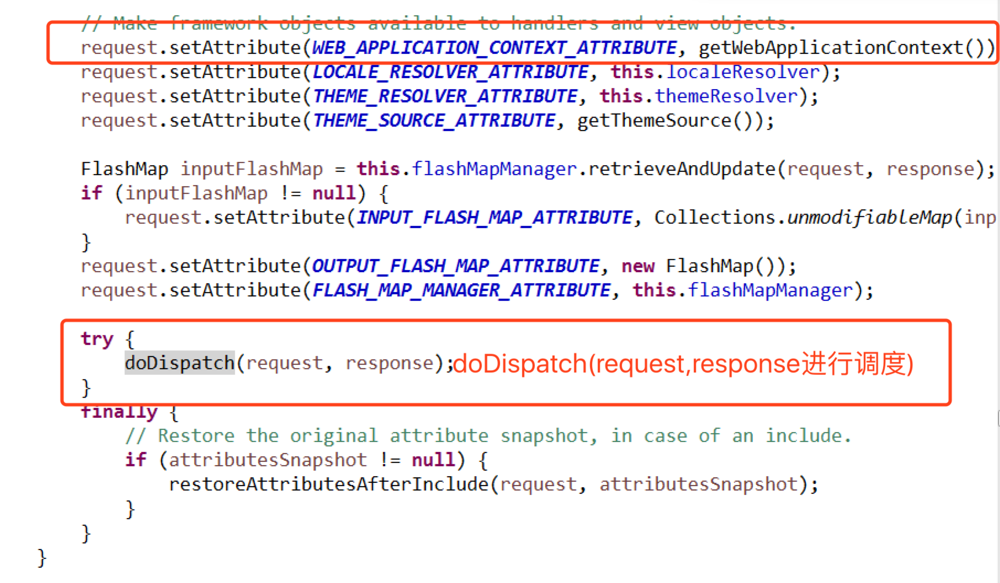 // Make framework objects available to handlers and view objects.
request.setAttribute(WEB_APPLICATION_CONTEXT_ATTRIBUTE, getWebApplicationContext())
request.setAttribute(LOCALE_RESOLVER_ATTRIBUTE, this.localeResolver);
request.setAttribute(THEME_RESOLVER_ATTRIBUTE, this.themeResolver);
request.setAttribute(THEME_SOURCE_ATTRIBUTE, getThemeSource());
FlashMap inputFlashMap = this.flashMapManager.retrieveAndUpdate(request, response);
if (inputFlashMap != null) {
request.setAttribute(INPUT_FLASH_MAP_ATTRIBUTE, Collections.unmodifiableMap(inp
}
request.setAttribute(OUTPUT_FLASH_MAP_ATTRIBUTE, new FlashMap());
request.setAttribute(FLASH_MAP_MANAGER_ATTRIBUTE, this.flashMapManager);
try {
doDispatch(request, response);doDispatch(request,response进行调度)
}
finally {
// Restore the original attribute snapshot, in case of an include.
if (attributesSnapshot != null) {
restoreAttributesAfterInclude(request, attributesSnapshot);
}
}
}